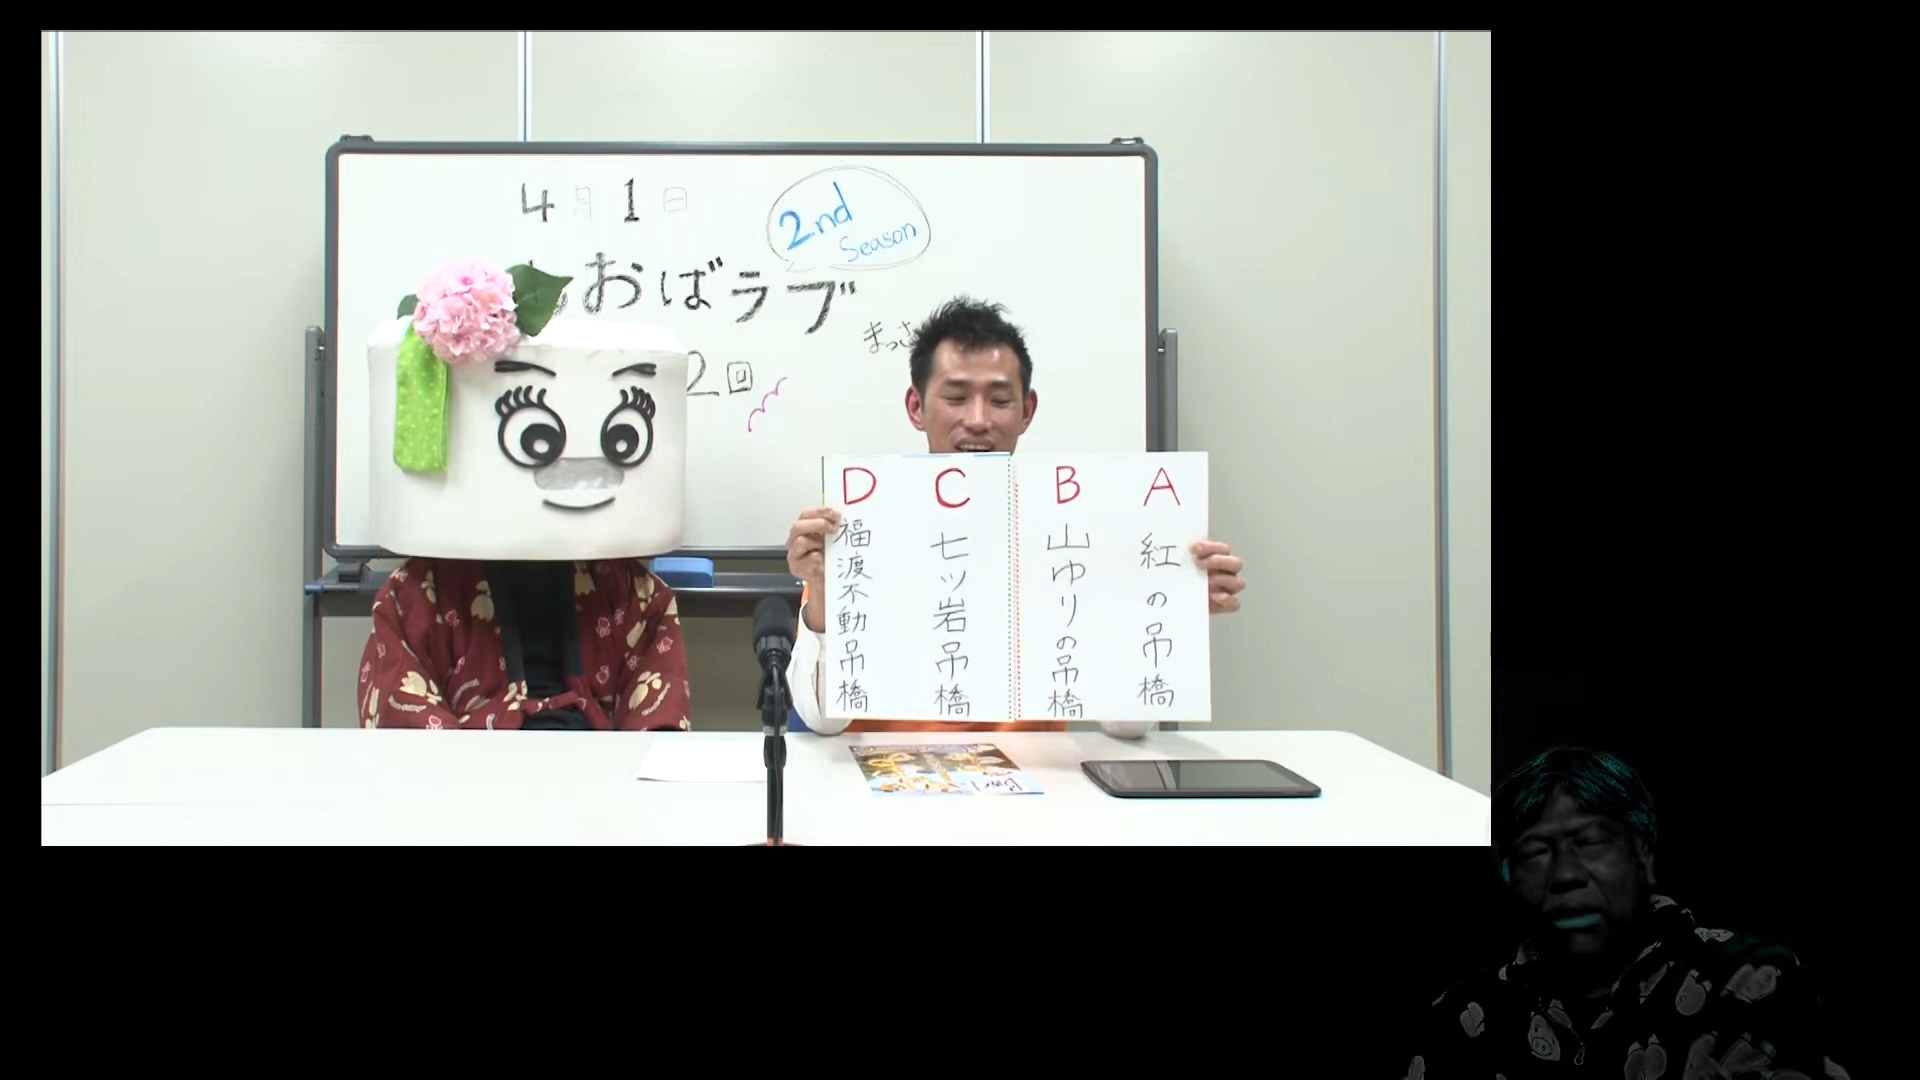 4月1日
2nd
Season
おばラブ
まっさ
2回
A 紅の吊橋
B 山ゆりの吊橋
C 七ツ岩吊橋
D 福渡不動吊橋